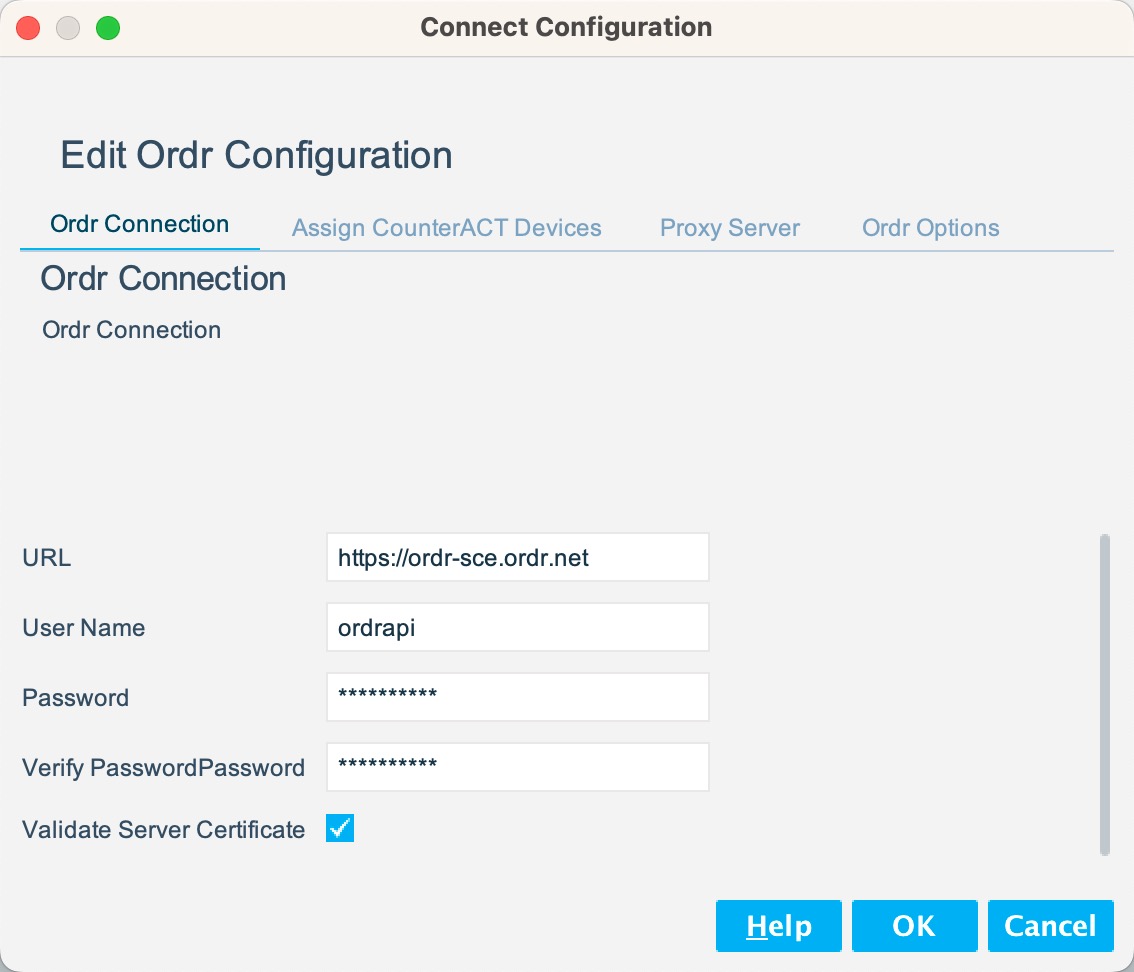 Connect Configuration
Edit Ordr Configuration
Ordr Connection Assign CounterACT Devices Proxy Server Ordr Options
Ordr Connection
Ordr Connection
URL https://ordr-sce.ordr.net
User Name ordrapi
Password **********
Verify PasswordPassword **********
Validate Server Certificate
Help OK Cancel